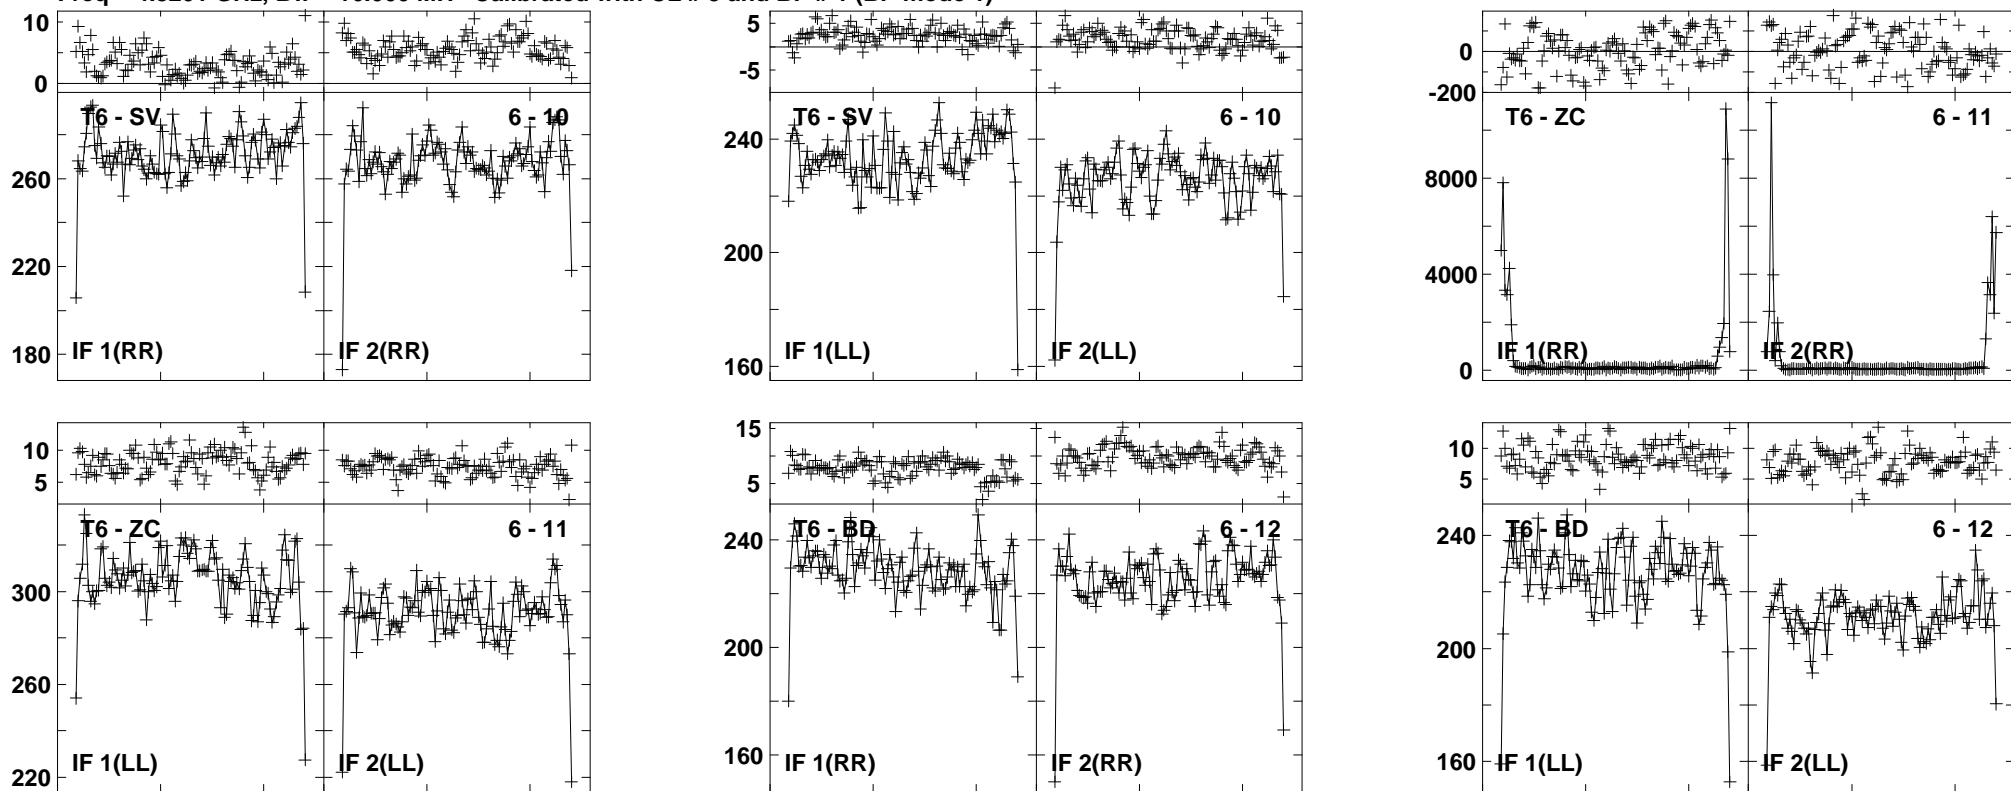 10
0
T6 - SV
6 - 10
260
220
180
IF 1(RR)
IF 2(RR)
5
-5
T6 - SV
6 - 10
240
200
160
IF 1(LL)
IF 2(LL)
0
-200
T6 - ZC
6 - 11
8000
4000
0
IF 1(RR)
IF 2(RR)
10
5
T6 - ZC
6 - 11
300
260
220
IF 1(LL)
IF 2(LL)
15
5
T6 - BD
6 - 12
240
200
160
IF 1(RR)
IF 2(RR)
10
5
T6 - BD
6 - 12
240
200
160
IF 1(LL)
IF 2(LL)